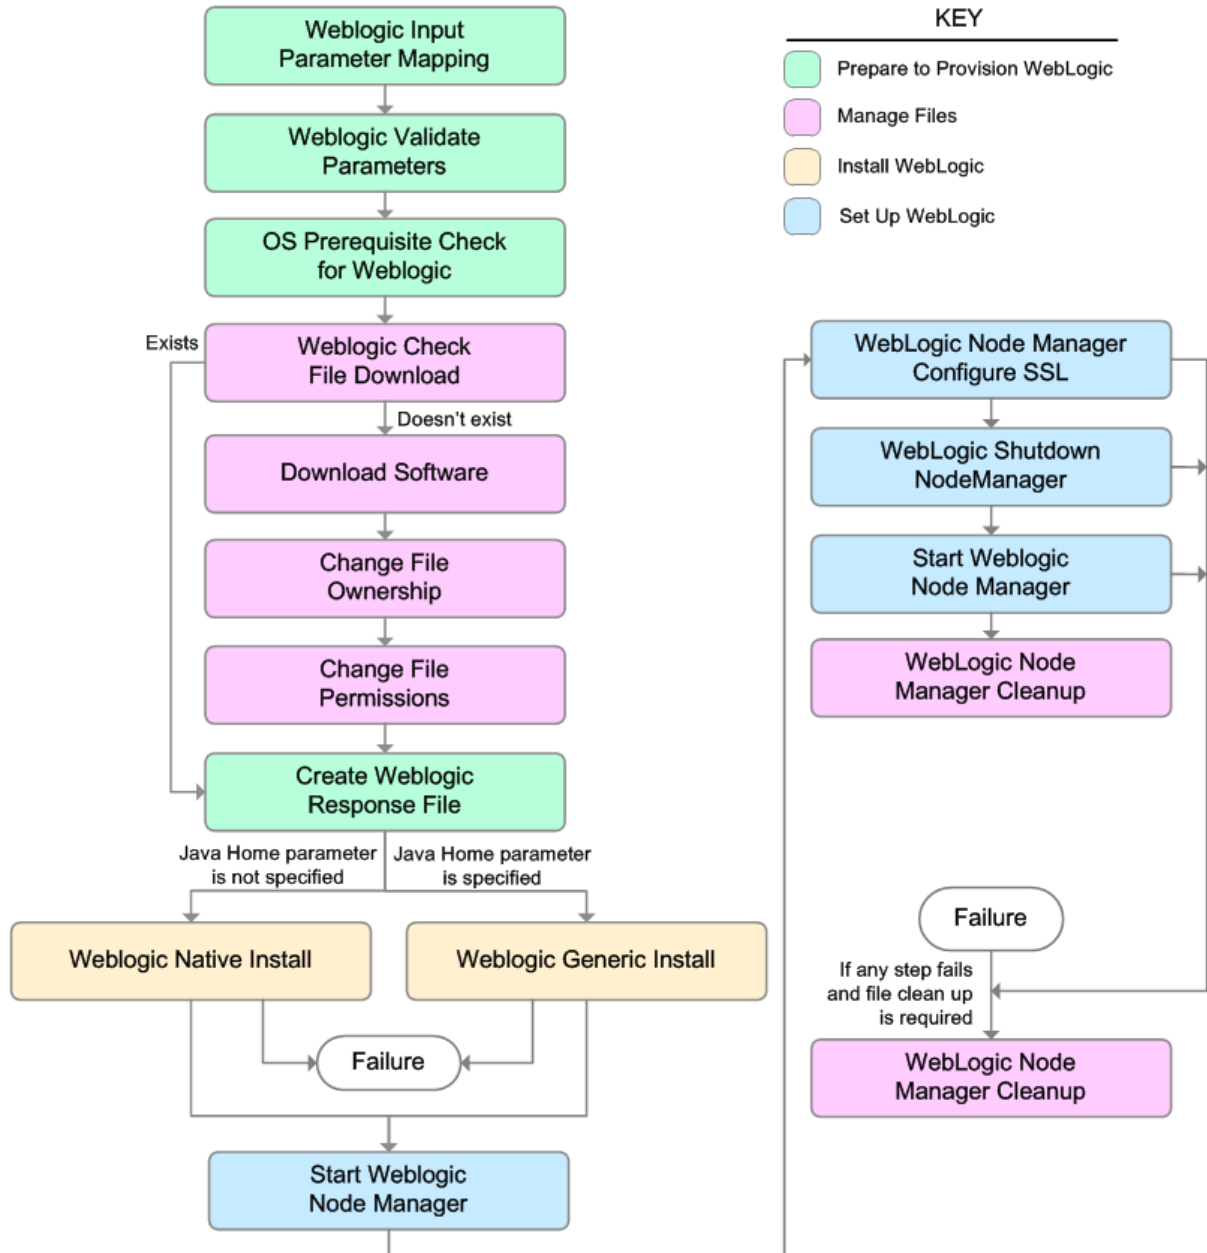 Weblogic Input
Parameter Mapping
Weblogic Validate
Parameters
OS Prerequisite Check
for Weblogic
Exists
Weblogic Check
File Download
Doesn't exist
Download Software
Change File
Ownership
Change File
Permissions
Create Weblogic
Response File
Java Home parameter
is not specified
Java Home parameter
is specified
Weblogic Native Install
Weblogic Generic Install
Failure
Start Weblogic
Node Manager
KEY
Prepare to Provision WebLogic
Manage Files
Install WebLogic
Set Up WebLogic
WebLogic Node Manager
Configure SSL
WebLogic Shutdown
NodeManager
Start Weblogic
Node Manager
WebLogic Node
Manager Cleanup
Failure
If any step fails
and file clean up
is required
WebLogic Node
Manager Cleanup